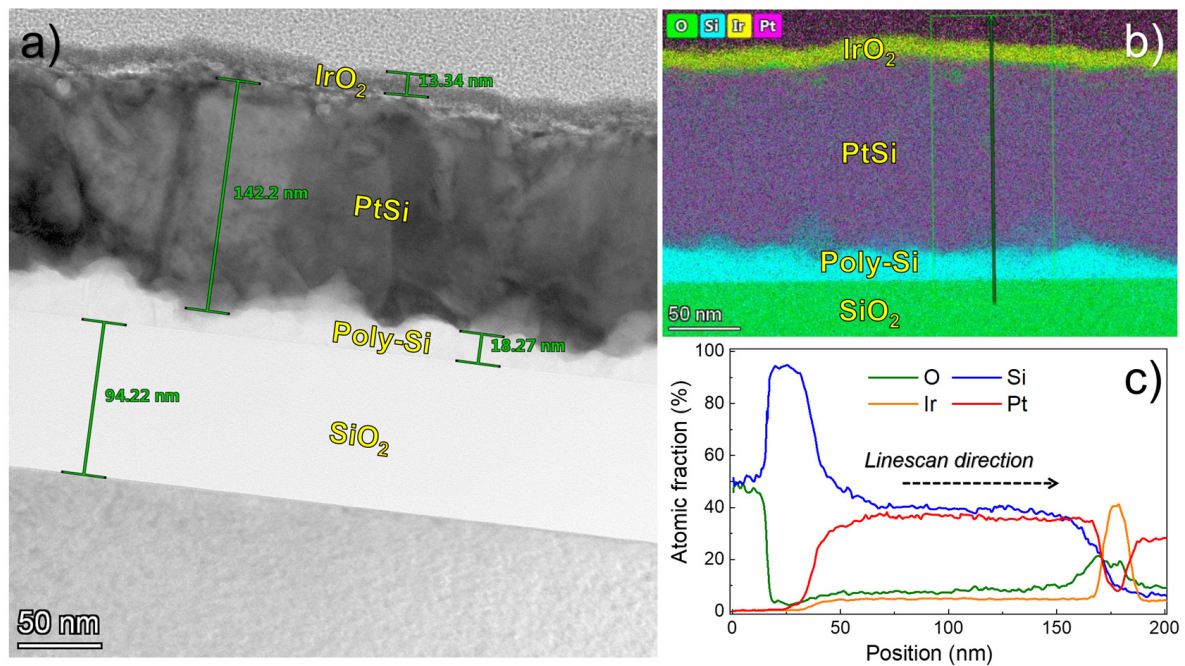 a)
IrO2
13.34 nm
142.2 nm
PtSi
Poly-Si
18.27 nm
94.22 nm
SiO2
50 nm
O Si Ir Pt
b)
IrO2
PtSi
Poly-Si
SiO2
50 nm
c)
O Si
Ir Pt
Linescan direction
Atomic fraction (%)
100
80
60
40
20
0
0 50 100 150 200
Position (nm)